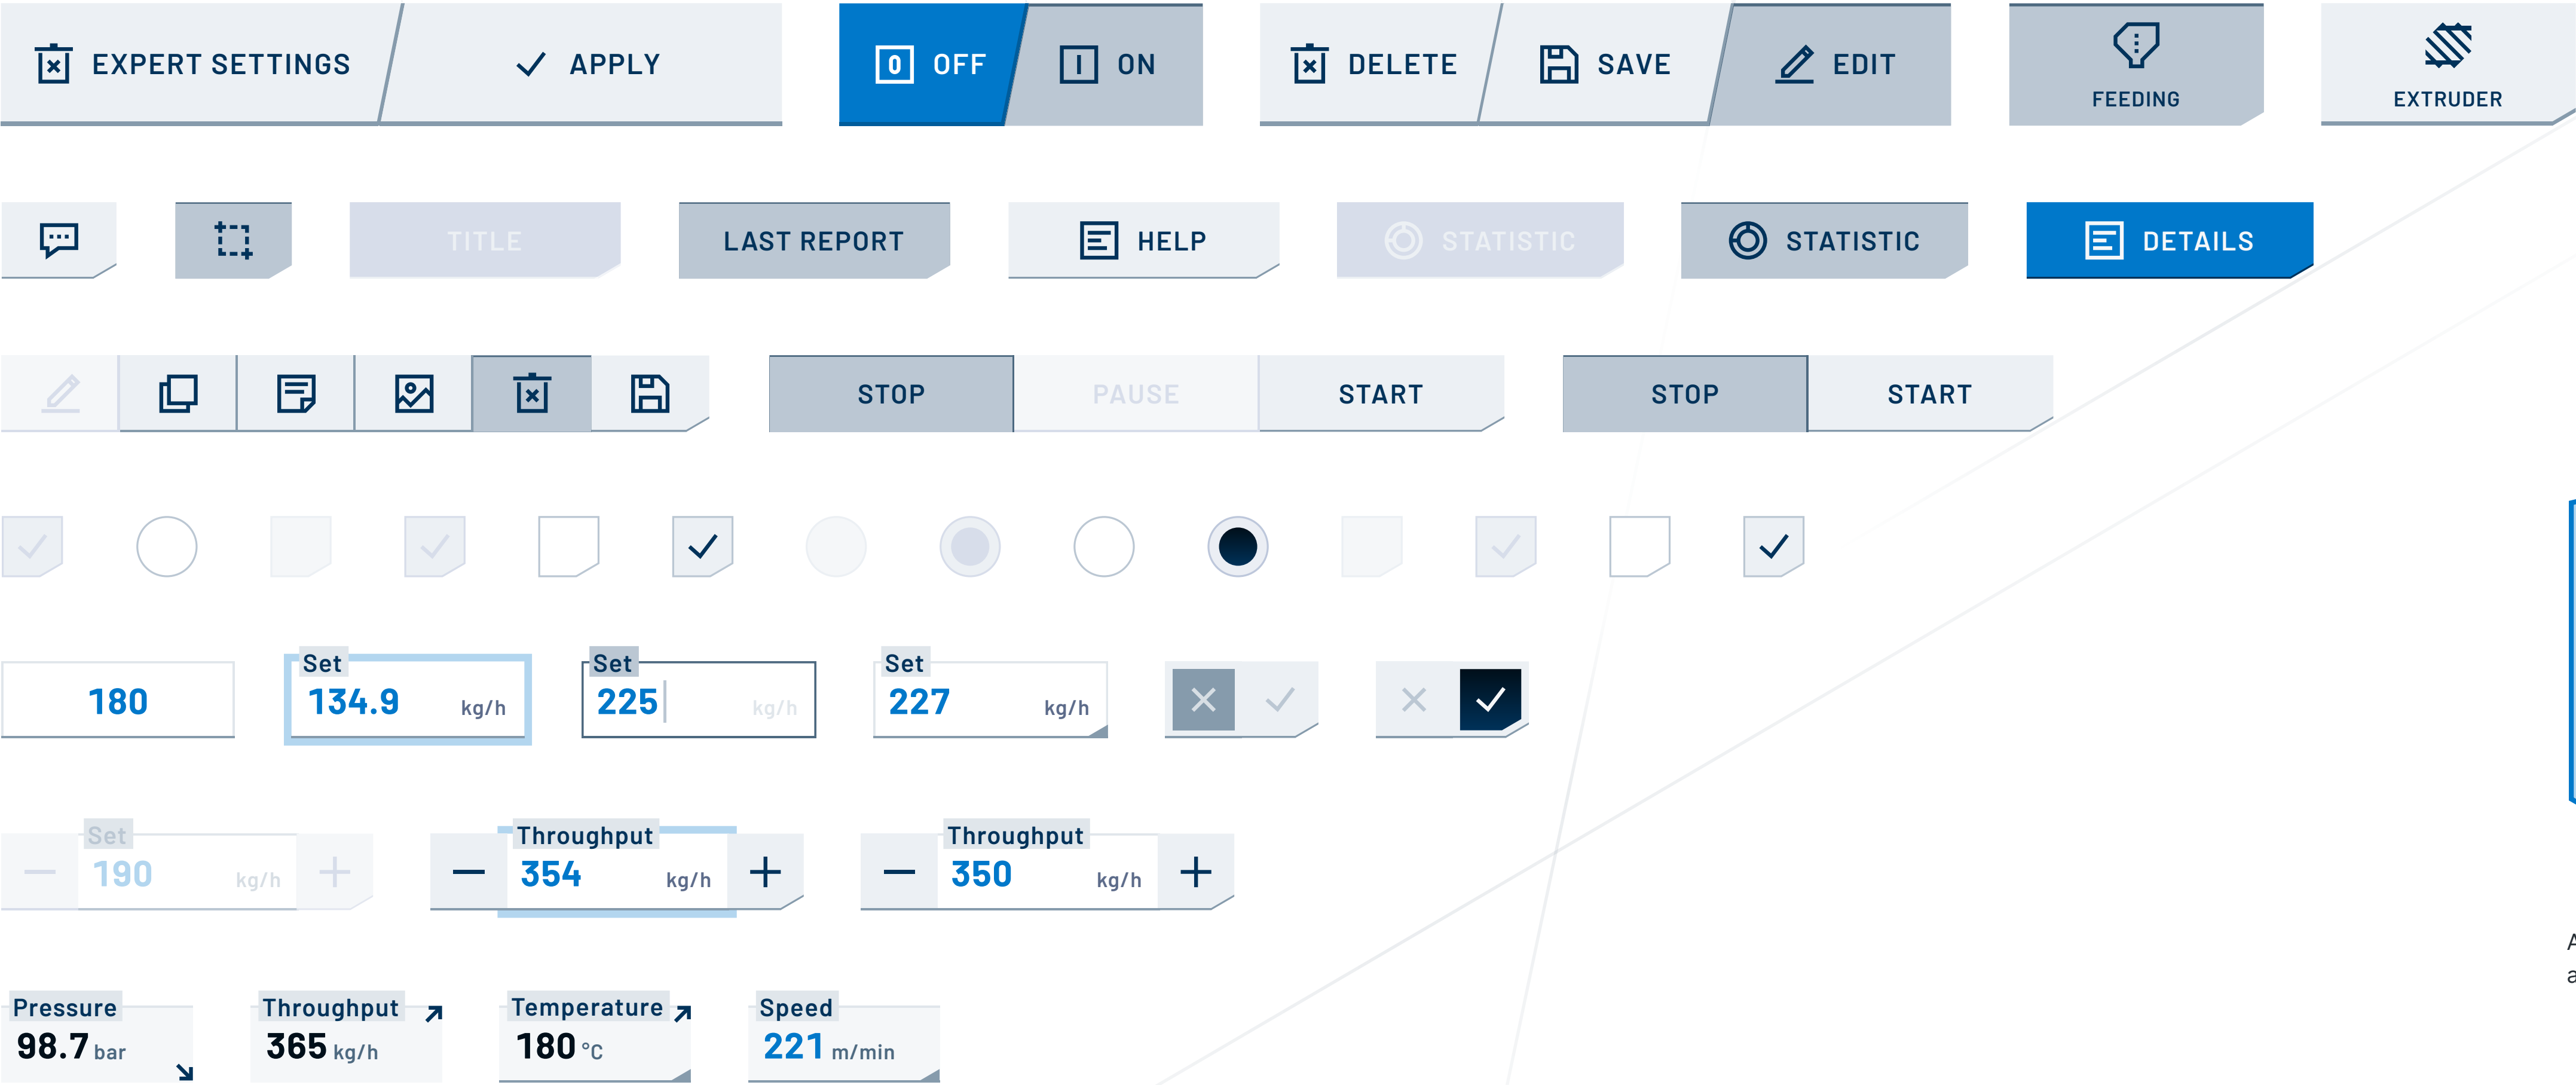 EXPERT SETTINGS APPLY 0 OFF I ON DELETE SAVE EDIT FEEDING EXTRUDER
TITLE LAST REPORT HELP STATISTIC STATISTIC DETAILS
STOP PAUSE START STOP START
180 Set 134.9 kg/h Set 225 kg/h Set 227 kg/h
Set 190 kg/h Throughput 354 kg/h Throughput 350 kg/h
Pressure Throughput Temperature Speed
98.7 bar 365 kg/h 180 °C 221 m/min